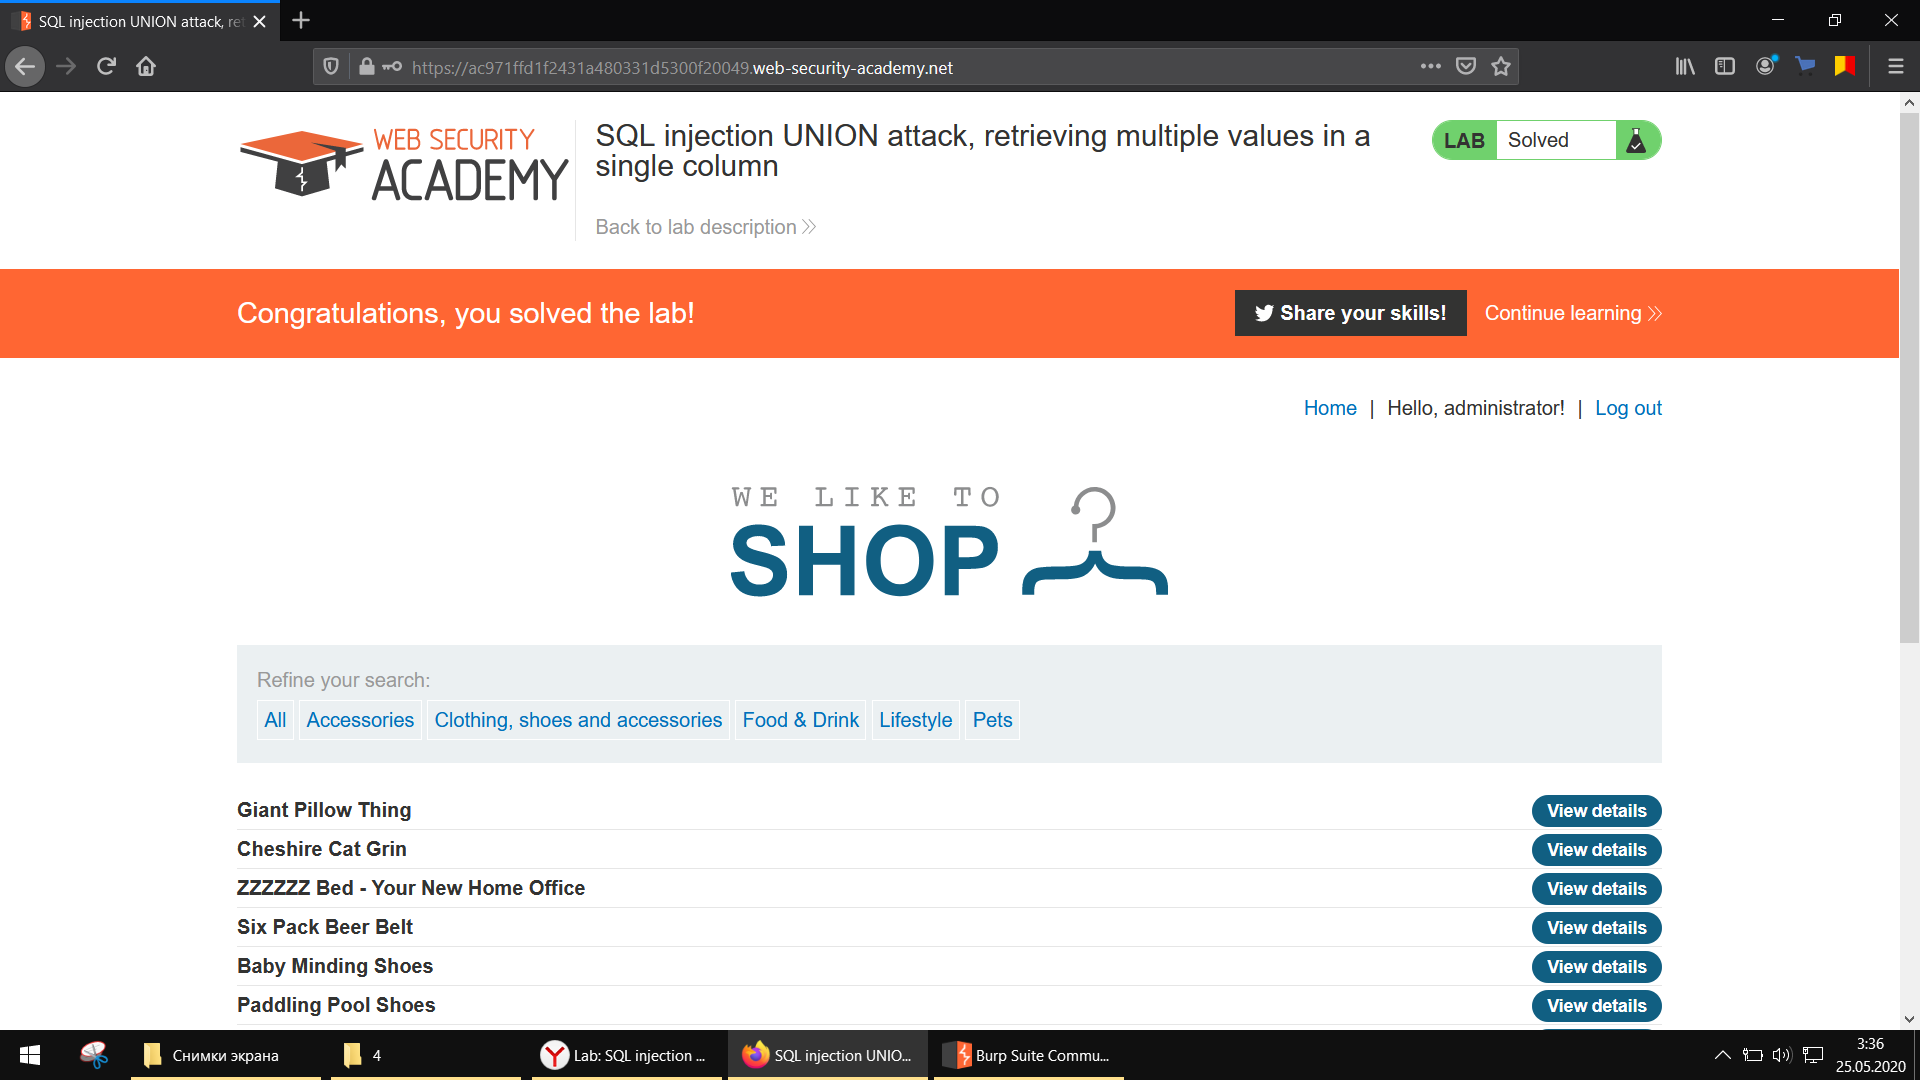 SQL injection UNION attack, ret
https://ac971ffd1f2431a480331d5300f20049.web-security-academy.net
WEB SECURITY
ACADEMY
SQL injection UNION attack, retrieving multiple values in a
single column
Back to lab description
LAB Solved
Congratulations, you solved the lab!
Share your skills!
Continue learning
Home | Hello, administrator! | Log out
WE LIKE TO
SHOP
Refine your search:
All Accessories Clothing, shoes and accessories Food & Drink Lifestyle Pets
Giant Pillow Thing View details
Cheshire Cat Grin View details
ZZZZZZ Bed - Your New Home Office View details
Six Pack Beer Belt View details
Baby Minding Shoes View details
Paddling Pool Shoes View details
Снимки экрана
4
Lab: SQL injection ...
SQL injection UNIO...
Burp Suite Commu...
3:36
25.05.2020